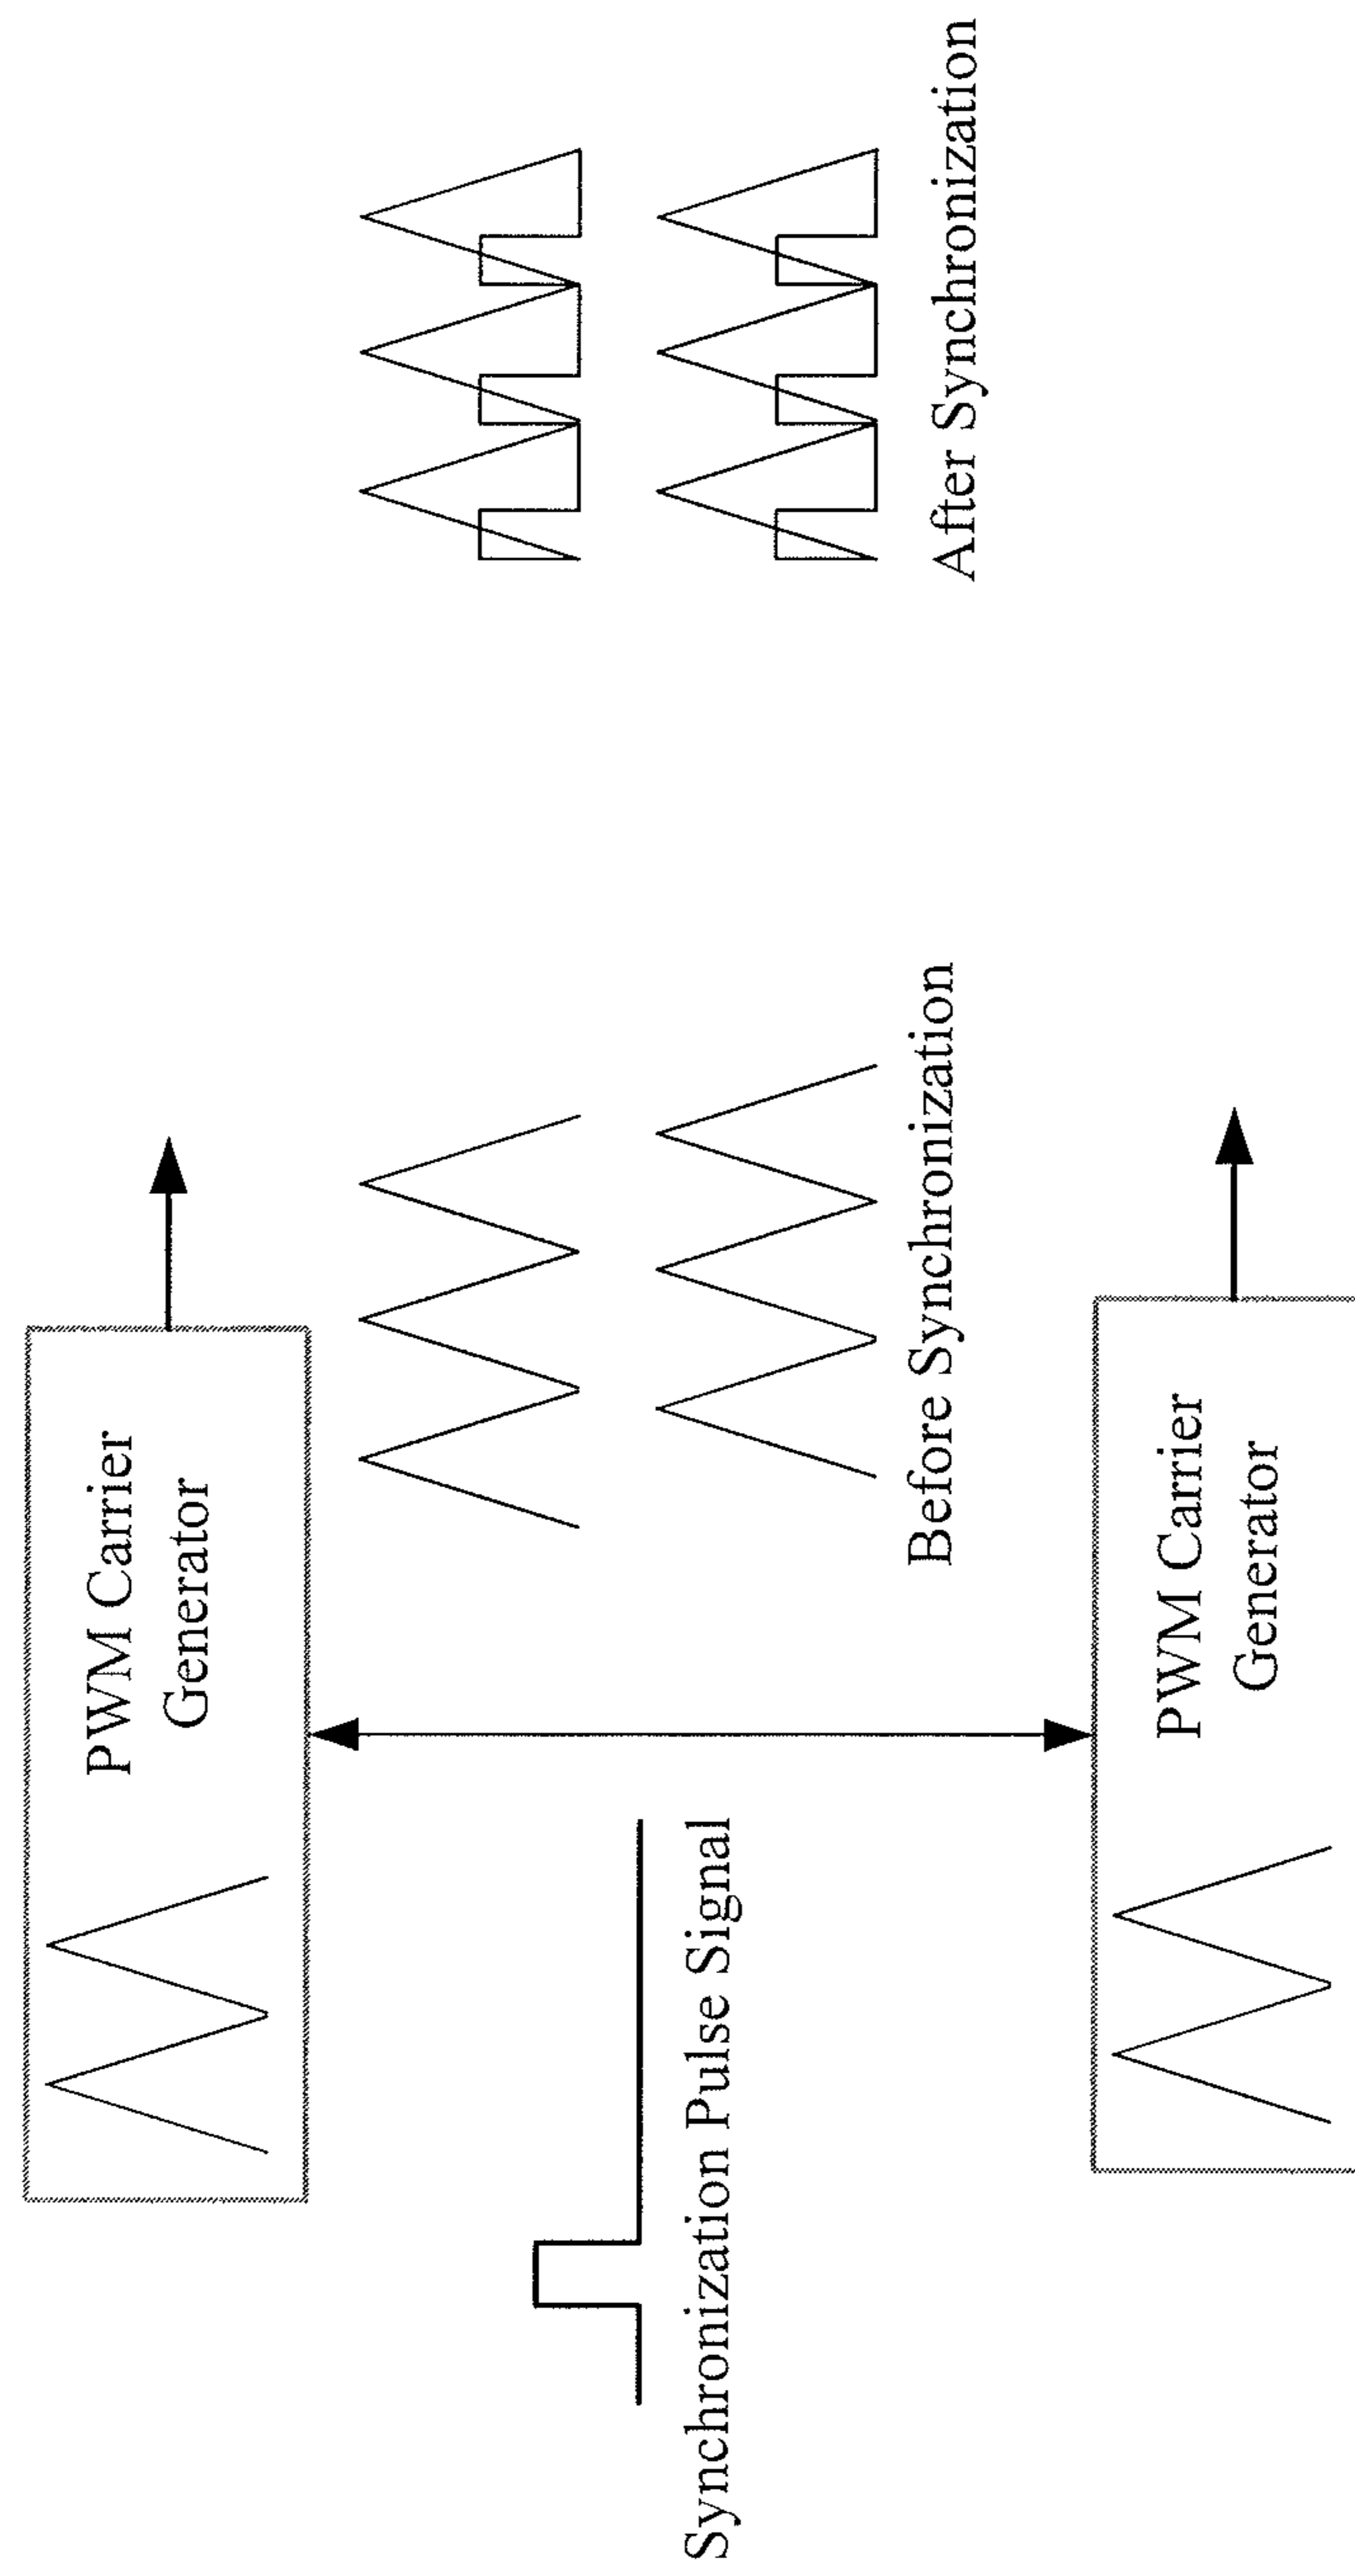 PWM Carrier
Generator
Synchronization Pulse Signal
Before Synchronization
After Synchronization
PWM Carrier
Generator